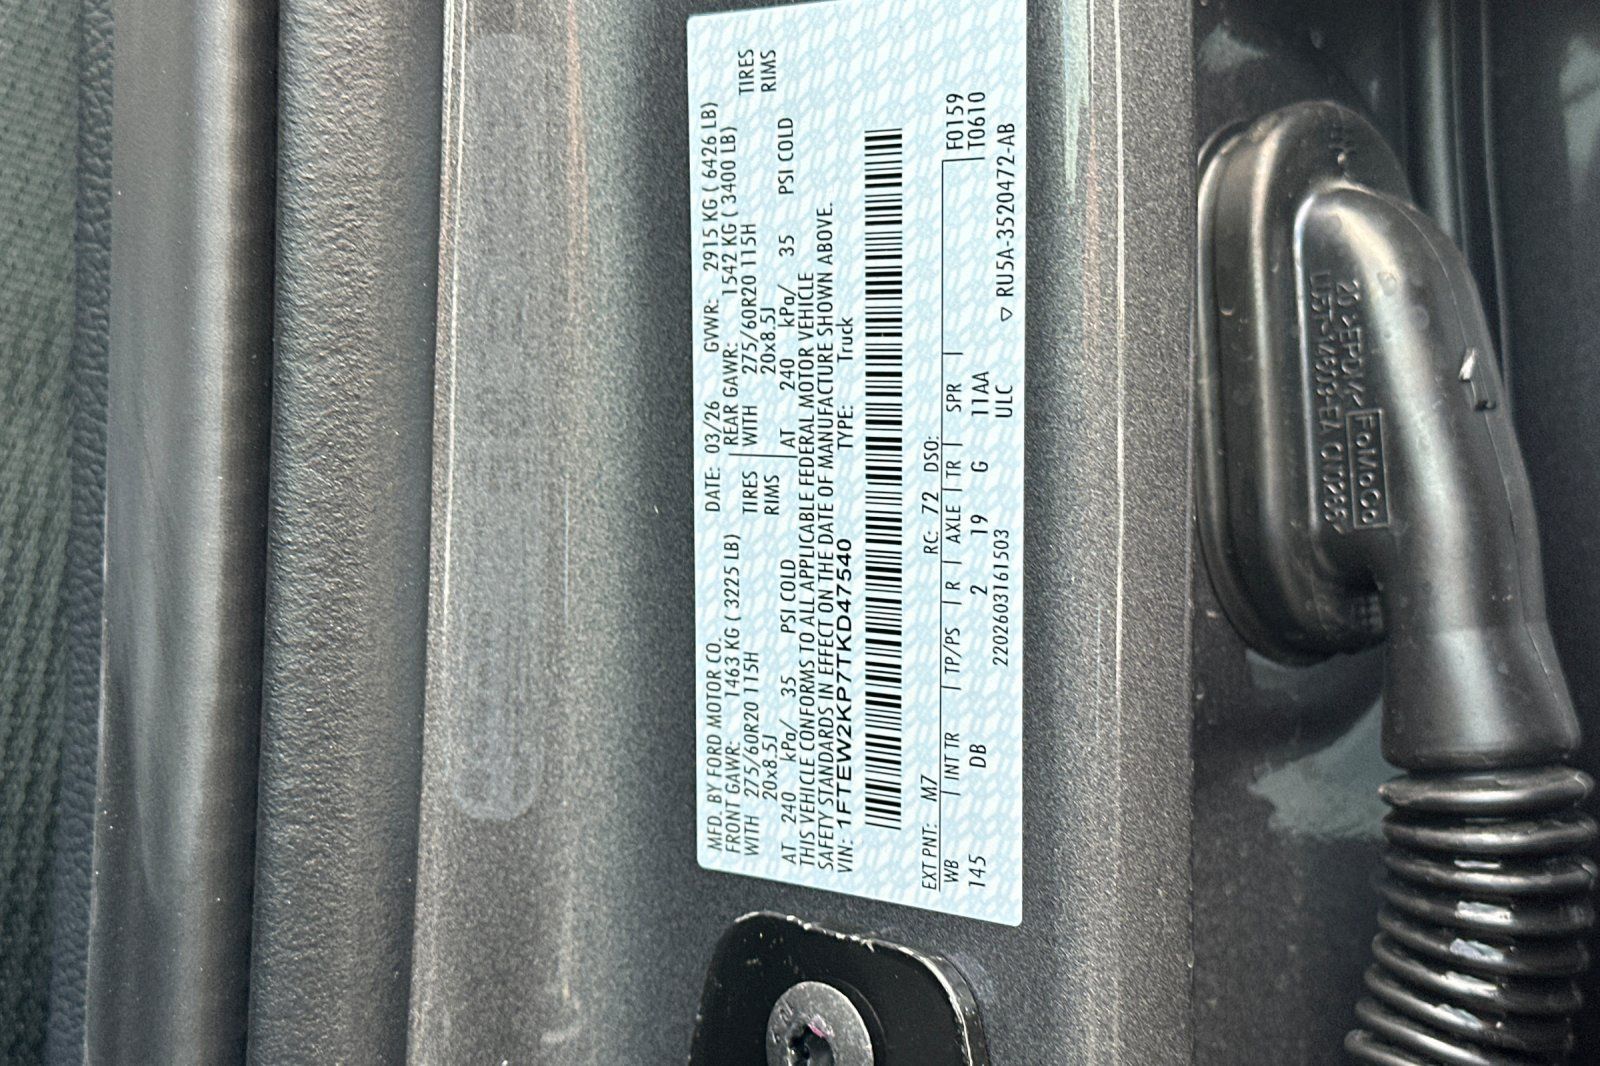 MFD. BY FORD MOTOR CO. DATE: 03/26 GVWR: 2915 KG ( 6426 LB)
FRONT GAWR: 1463 KG ( 3225 LB) REAR GAWR: 1542 KG ( 3400 LB)
WITH 275/60R20 115H TIRES WITH 275/60R20 115H TIRES
20x8.5J RIMS 20x8.5J RIMS
AT 240 kPa/ 35 PSI COLD AT 240 kPa/ 35 PSI COLD
THIS VEHICLE CONFORMS TO ALL APPLICABLE FEDERAL MOTOR VEHICLE
SAFETY STANDARDS IN EFFECT ON THE DATE OF MANUFACTURE SHOWN ABOVE.
VIN: 1FTEW2KP7TKD47540 TYPE: Truck
EXT PNT: M7 RC: 72 DSO: F0159
WB INT TR TP/PS R AXLE TR SPR T0610
145 DB 2 19 G 11AA
2202603161503 ULC ▽ RU5A-3520472-AB
20 >EPDM<
FoMoCo